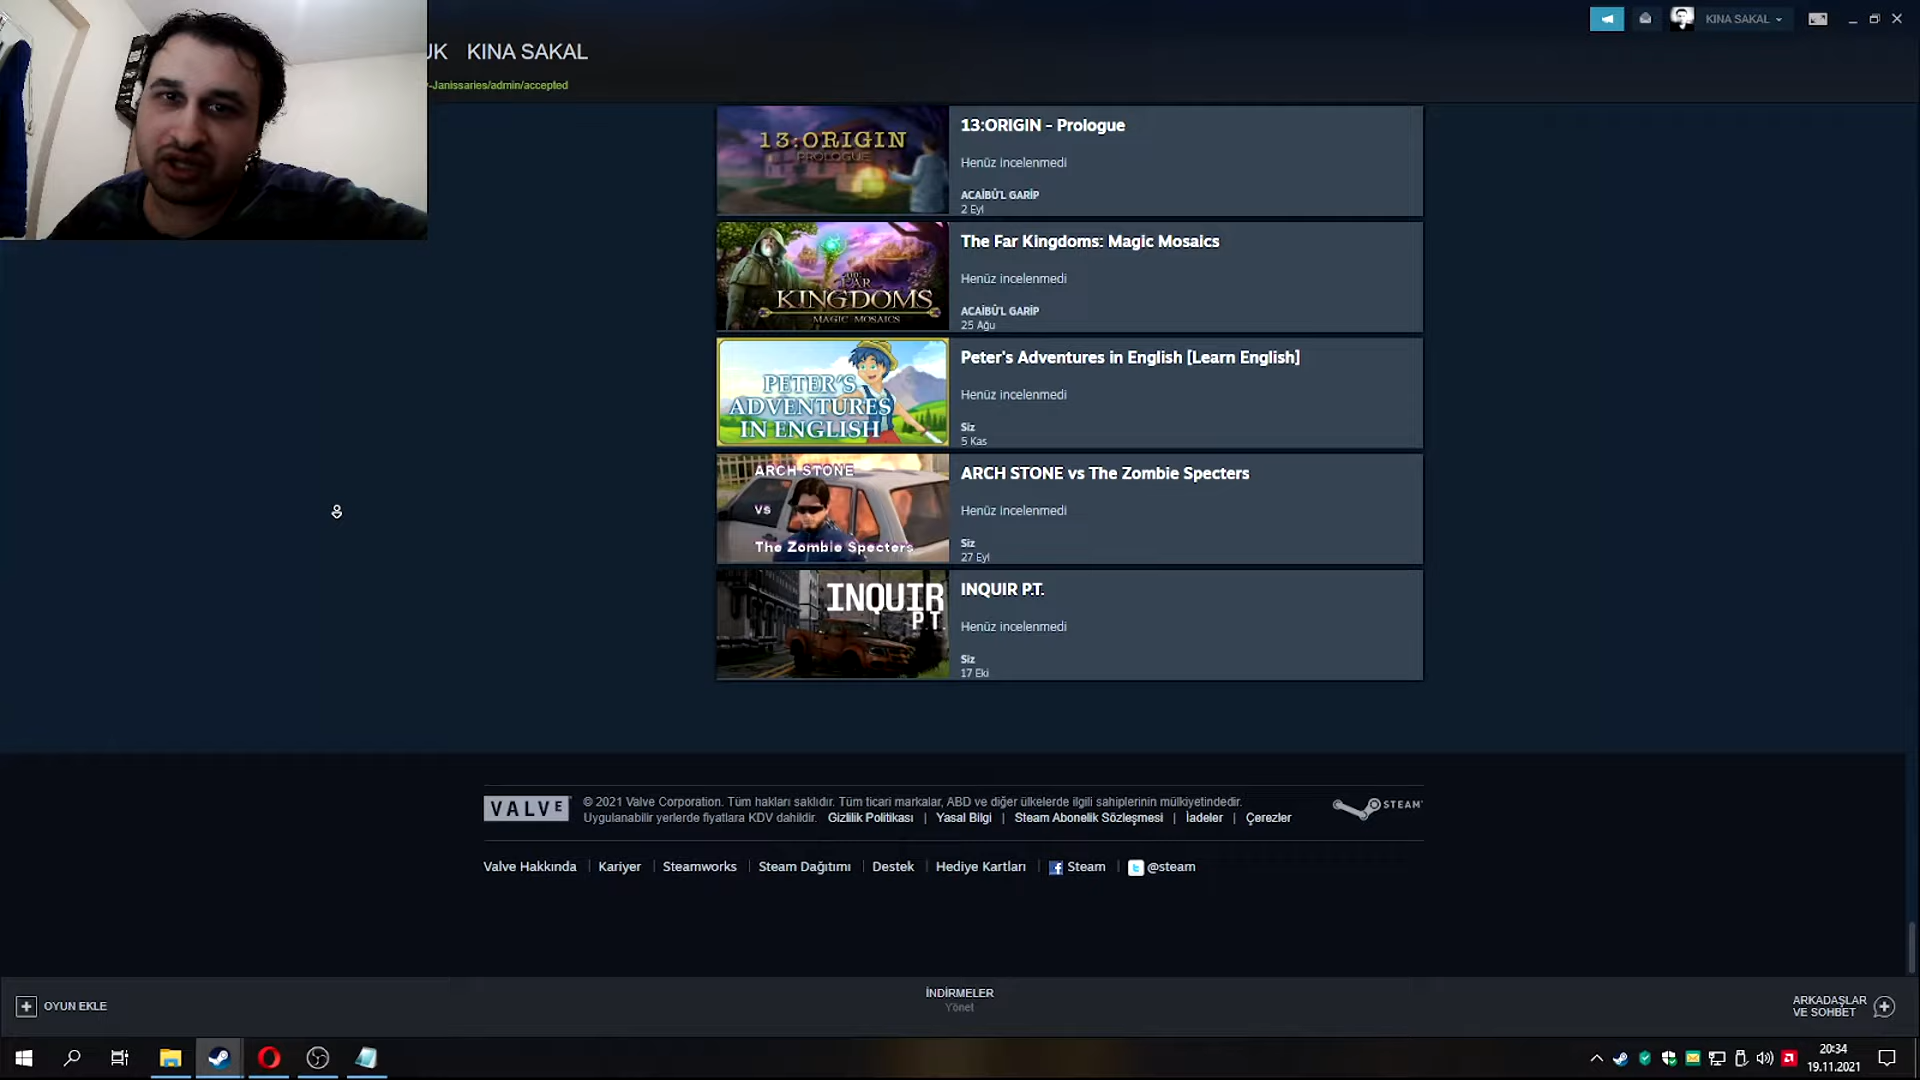 KINA SAKAL
UK KINA SAKAL
-Janissaries/admin/accepted
13:ORIGIN
PROLOGUE
13:ORIGIN - Prologue
Henüz incelenmedi
ACAİBÛ'L GARİP
2 Eyl
THE FAR
KINGDOMS
MAGIC MOSAICS
The Far Kingdoms: Magic Mosaics
Henüz incelenmedi
ACAİBÛ'L GARİP
25 Ağu
PETER'S
ADVENTURES
IN ENGLISH
Peter's Adventures in English [Learn English]
Henüz incelenmedi
Siz
5 Kas
ARCH STONE
vs
The Zombie Specters
ARCH STONE vs The Zombie Specters
Henüz incelenmedi
Siz
27 Eyl
INQUIR
P.T.
INQUIR P.T.
Henüz incelenmedi
Siz
17 Eki
VALVE
© 2021 Valve Corporation. Tüm hakları saklıdır. Tüm ticari markalar, ABD ve diğer ülkelerde ilgili sahiplerinin mülkiyetindedir.
Uygulanabilir yerlerde fiyatlara KDV dahildir. Gizlilik Politikası | Yasal Bilgi | Steam Abonelik Sözleşmesi | İadeler | Çerezler
STEAM
Valve Hakkında | Kariyer | Steamworks | Steam Dağıtımı | Destek | Hediye Kartları | Steam | @steam
OYUN EKLE
İNDİRMELER
Yönet
ARKADAŞLAR
VE SOHBET
20:34
19.11.2021